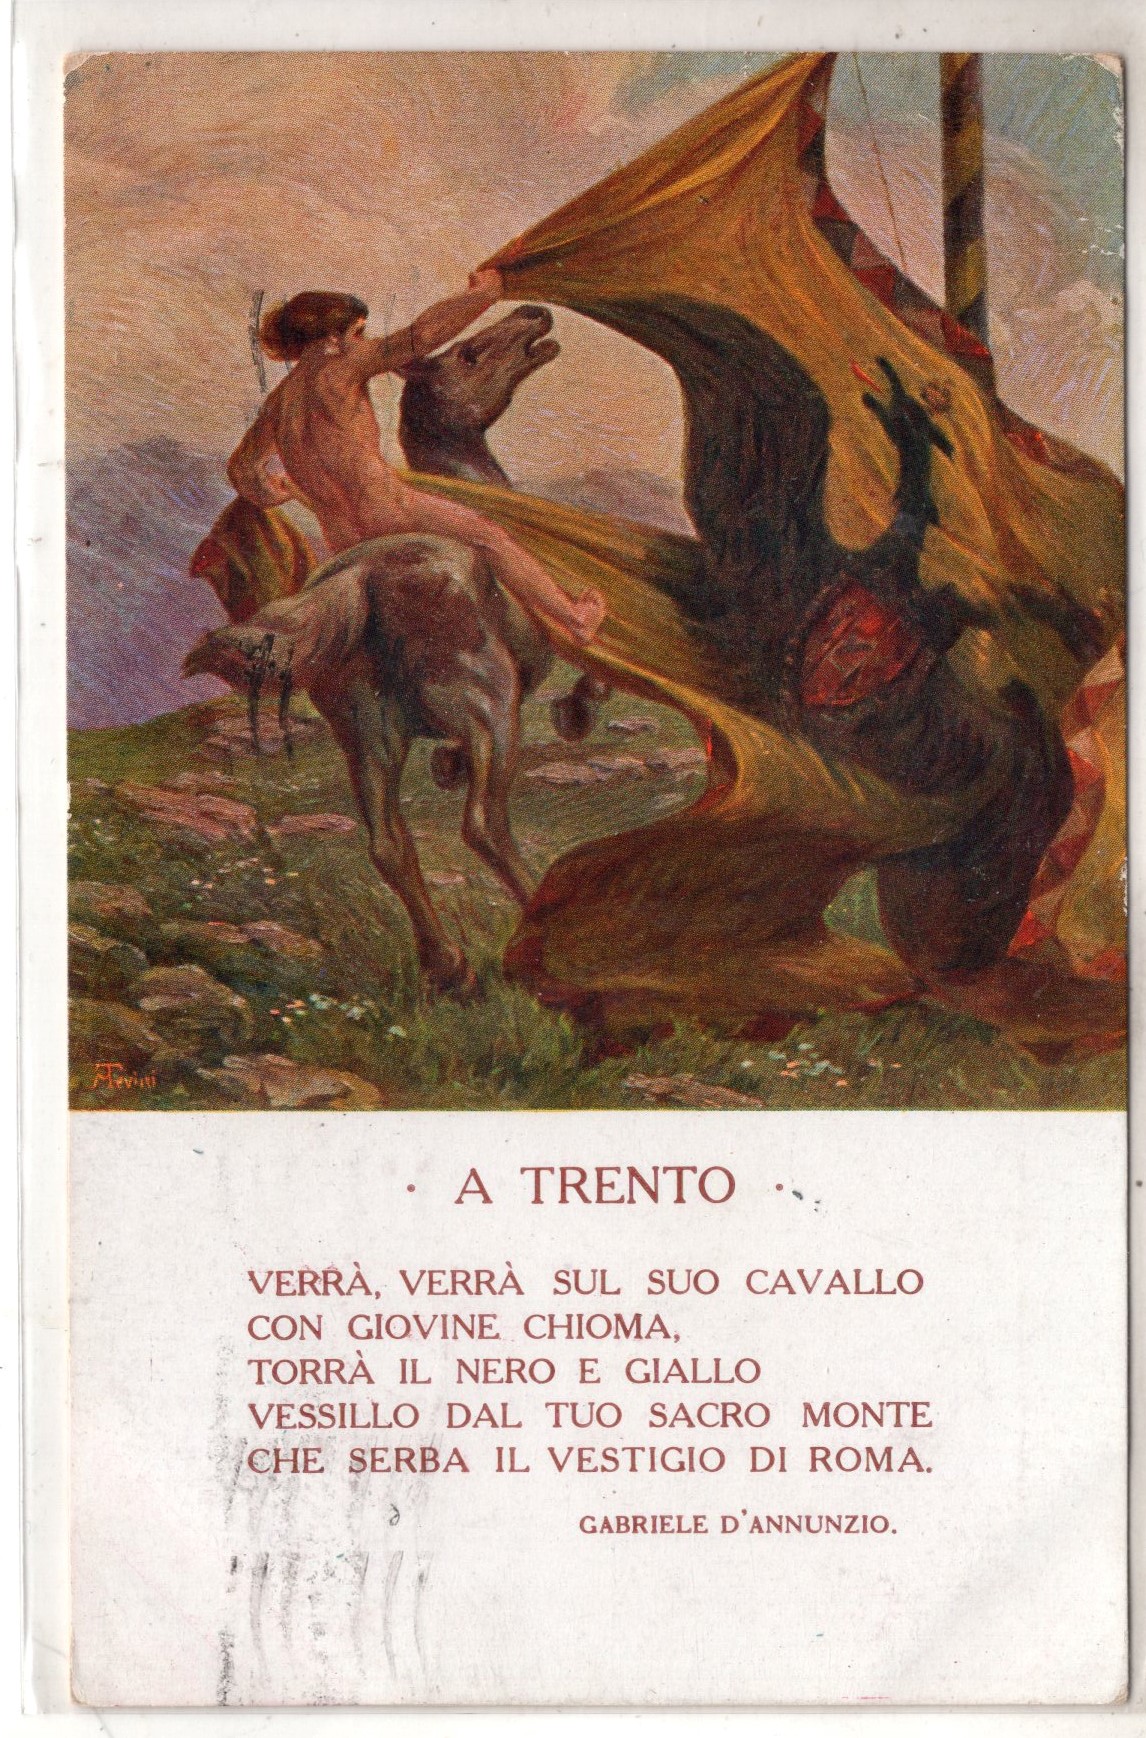 · A TRENTO ·
VERRÀ, VERRÀ SUL SUO CAVALLO
CON GIOVINE CHIOMA,
TORRÀ IL NERO E GIALLO
VESSILLO DAL TUO SACRO MONTE
CHE SERBA IL VESTIGIO DI ROMA.
GABRIELE D'ANNUNZIO.